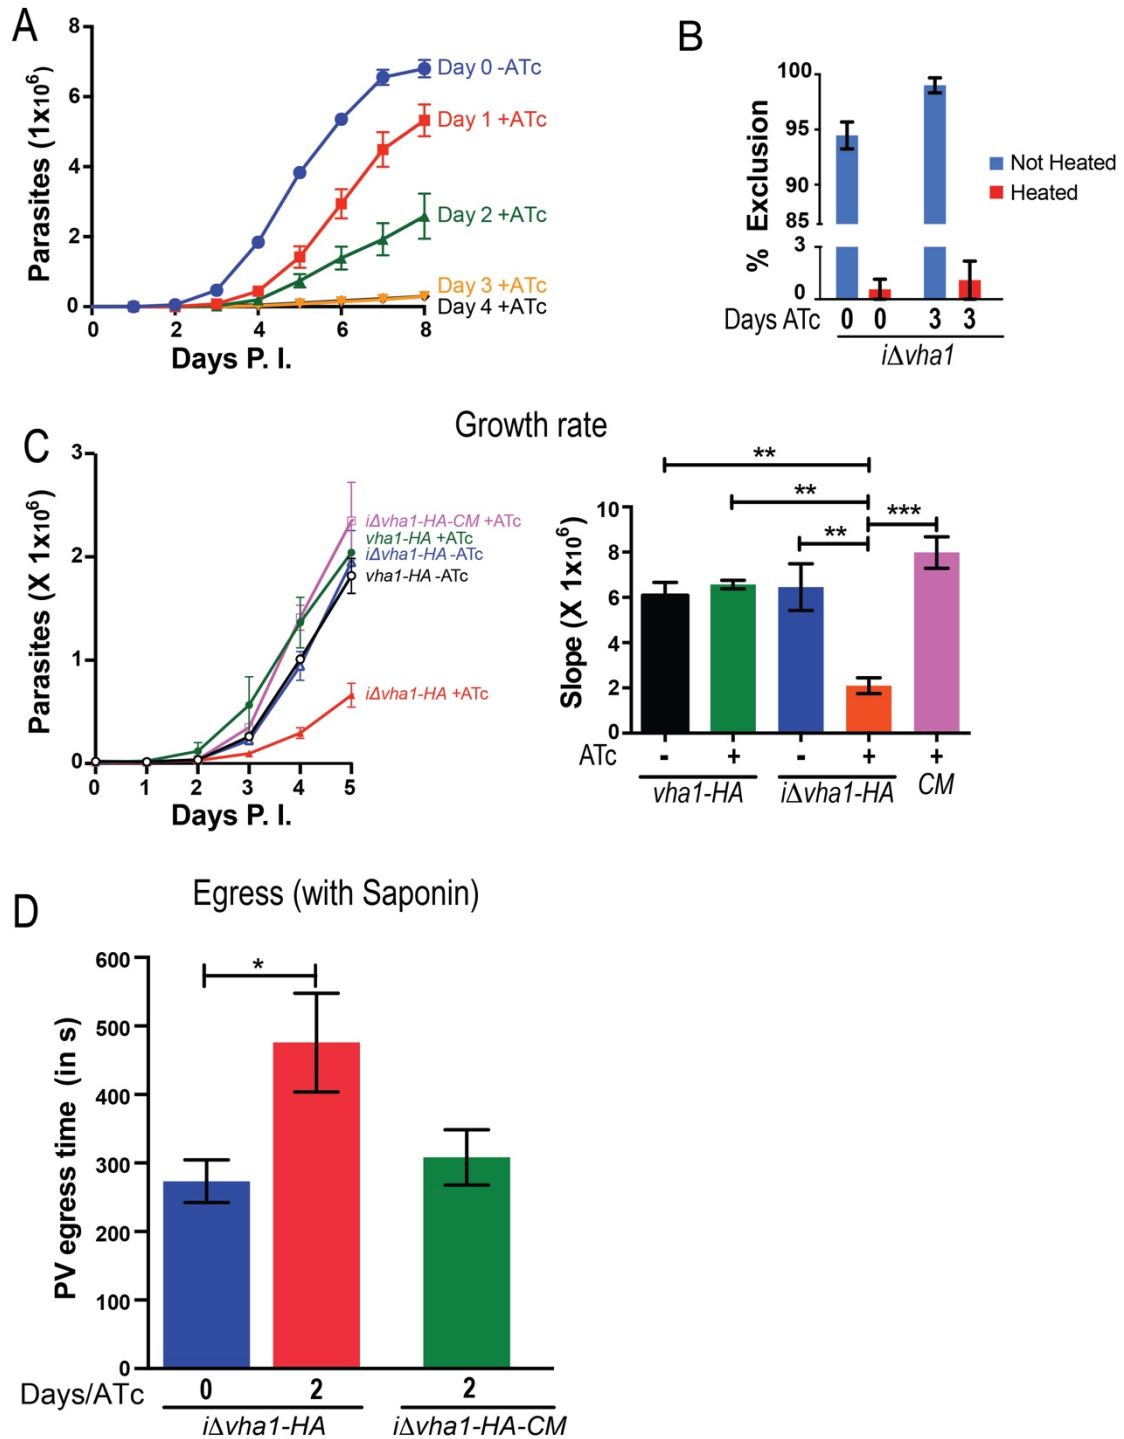 A
Parasites (1x10⁶)
8
6
4
2
0
0 2 4 6 8
Days P. I.
Day 0 -ATc
Day 1 +ATc
Day 2 +ATc
Day 3 +ATc
Day 4 +ATc
B
% Exclusion
100
95
90
85
3
0
Not Heated
Heated
Days ATc 0 0 3 3
iΔvha1
Growth rate
C
Parasites (X 1x10⁶)
3
2
1
0
0 1 2 3 4 5
Days P. I.
iΔvha1-HA-CM +ATc
vha1-HA +ATc
iΔvha1-HA -ATc
vha1-HA -ATc
iΔvha1-HA +ATc
**
**
** ***
Slope (X 1x10⁶)
10
8
6
4
2
0
ATc - + - + +
vha1-HA iΔvha1-HA CM
Egress (with Saponin)
D
PV egress time (in s)
600
500
400
300
200
100
0
*
Days/ATc 0 2 2
iΔvha1-HA iΔvha1-HA-CM